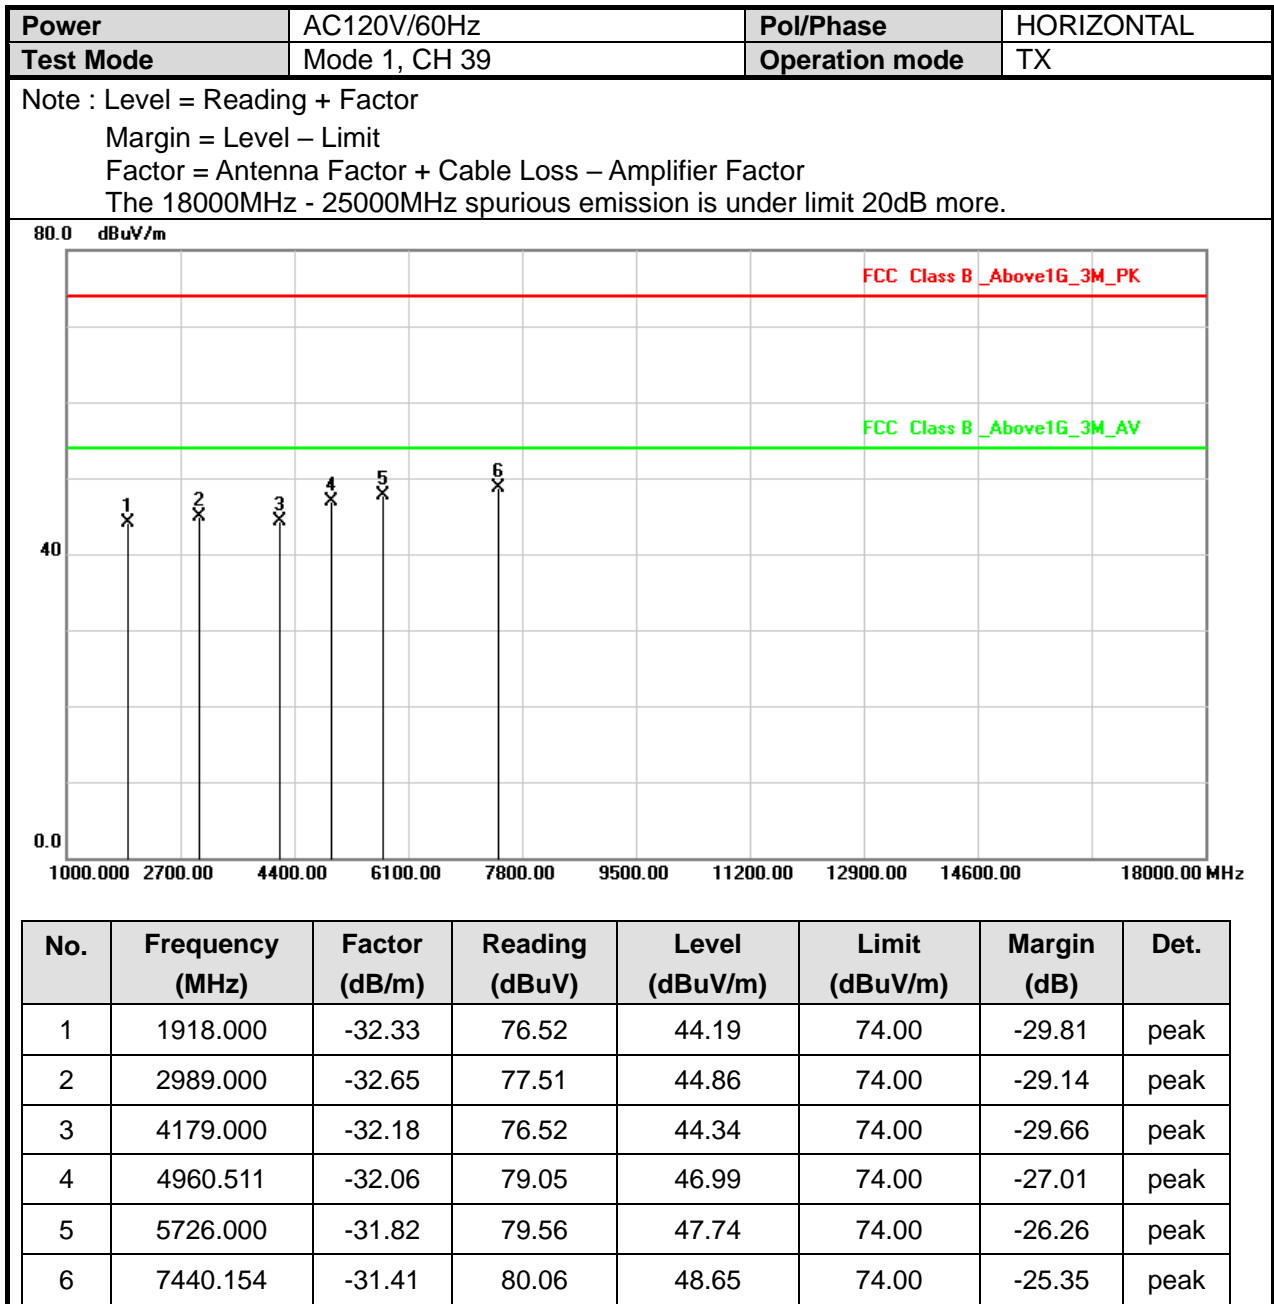 Power AC120V/60Hz Pol/Phase HORIZONTAL
Test Mode Mode 1, CH 39 Operation mode TX
Note : Level = Reading + Factor
Margin = Level – Limit
Factor = Antenna Factor + Cable Loss – Amplifier Factor
The 18000MHz - 25000MHz spurious emission is under limit 20dB more.
80.0 dBuV/m
FCC Class B _Above1G_3M_PK
FCC Class B _Above1G_3M_AV
1 2 3 4 5 6
40
0.0
1000.000 2700.00 4400.00 6100.00 7800.00 9500.00 11200.00 12900.00 14600.00 18000.00 MHz
No. Frequency Factor Reading Level Limit Margin Det.
(MHz) (dB/m) (dBuV) (dBuV/m) (dBuV/m) (dB)
1 1918.000 -32.33 76.52 44.19 74.00 -29.81 peak
2 2989.000 -32.65 77.51 44.86 74.00 -29.14 peak
3 4179.000 -32.18 76.52 44.34 74.00 -29.66 peak
4 4960.511 -32.06 79.05 46.99 74.00 -27.01 peak
5 5726.000 -31.82 79.56 47.74 74.00 -26.26 peak
6 7440.154 -31.41 80.06 48.65 74.00 -25.35 peak